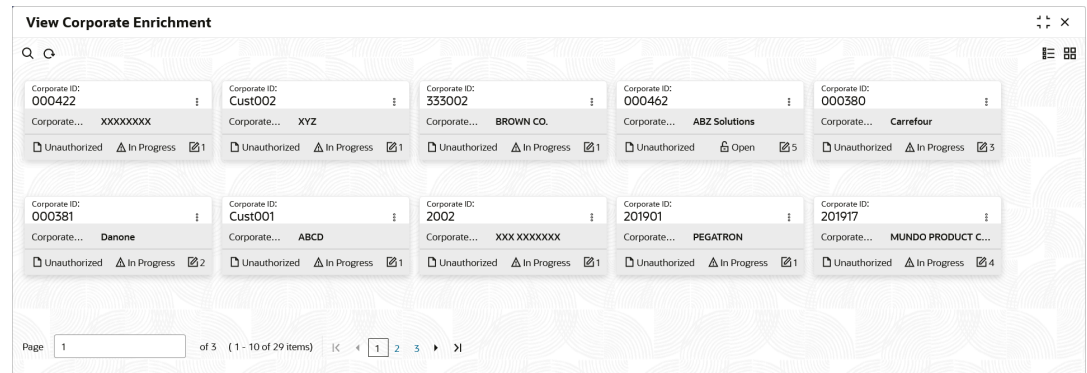 View Corporate Enrichment
Corporate ID: Corporate ID: Corporate ID: Corporate ID: Corporate ID:
000422 Cust002 333002 000462 000380
Corporate... XXXXXXXX Corporate... XYZ Corporate... BROWN CO. Corporate... ABZ Solutions Corporate... Carrefour
Unauthorized In Progress 1 Unauthorized In Progress 1 Unauthorized In Progress 1 Unauthorized Open 5 Unauthorized In Progress 3
Corporate ID: Corporate ID: Corporate ID: Corporate ID: Corporate ID:
000381 Cust001 2002 201901 201917
Corporate... Danone Corporate... ABCD Corporate... XXX XXXXXXX Corporate... PEGATRON Corporate... MUNDO PRODUCT C...
Unauthorized In Progress 2 Unauthorized In Progress 1 Unauthorized In Progress 1 Unauthorized In Progress 1 Unauthorized In Progress 4
Page 1 of 3 (1 - 10 of 29 items) 1 2 3